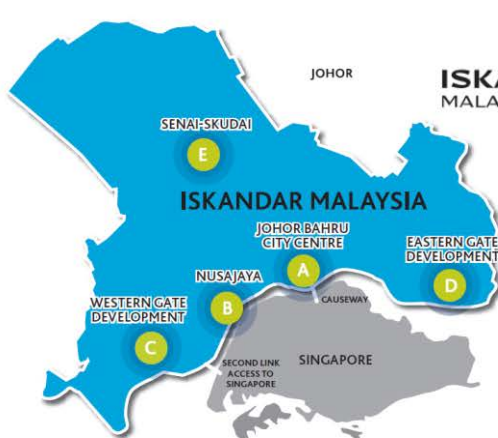 JOHOR
MALA
SENAI-SKUDAI
E
ISKANDAR MALAYSIA
JOHOR BAHRU
CITY CENTRE
A
EASTERN GATE
DEVELOPMENT
D
NUSAJAYA
B
CAUSEWAY
WESTERN GATE
DEVELOPMENT
C
SECOND LINK
ACCESS TO
SINGAPORE
SINGAPORE